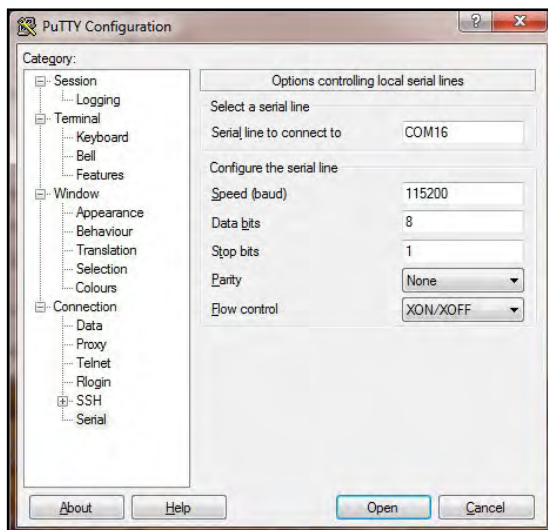 PuTTY Configuration
Category:
Session
Logging
Terminal
Keyboard
Bell
Features
Window
Appearance
Behaviour
Translation
Selection
Colours
Connection
Data
Proxy
Telnet
Rlogin
SSH
Serial
Options controlling local serial lines
Select a serial line
Serial line to connect to COM16
Configure the serial line
Speed (baud) 115200
Data bits 8
Stop bits 1
Parity None
Flow control XON/XOFF
About Help Open Cancel